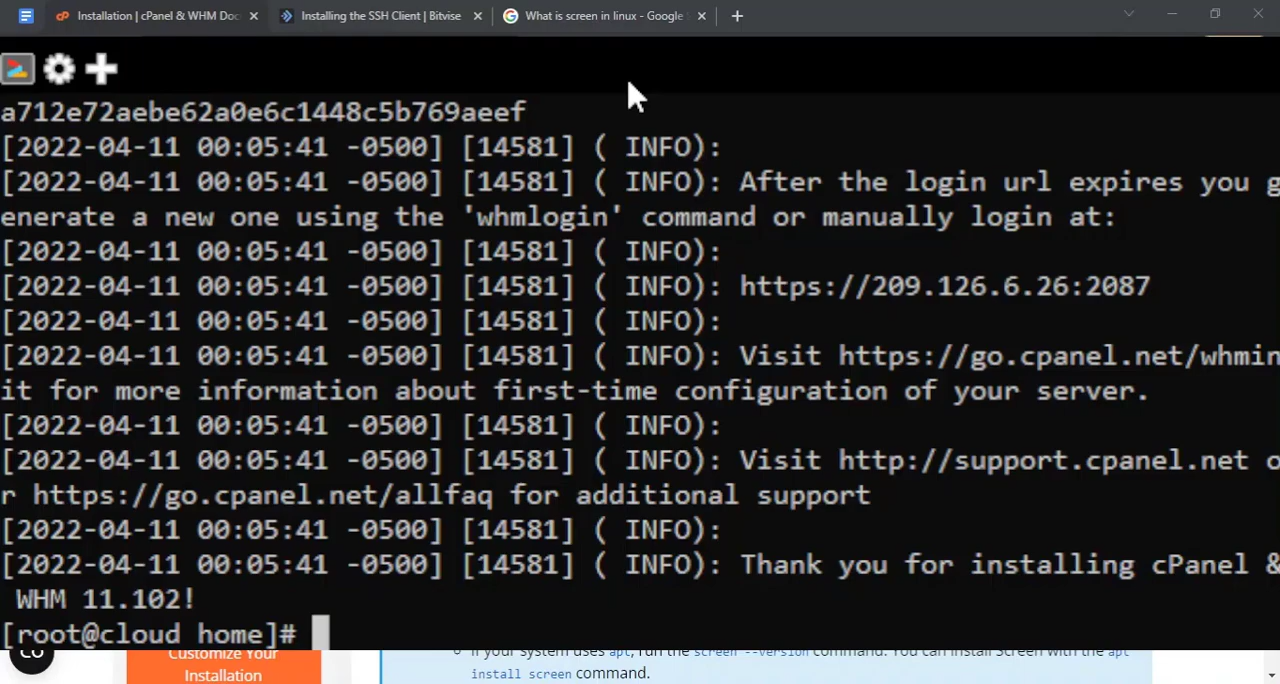 Installation | cPanel & WHM Doc
Installing the SSH Client | Bitvise
What is screen in linux - Google
a712e72aebe62a0e6c1448c5b769aeef
[2022-04-11 00:05:41 -0500] [14581] ( INFO):
[2022-04-11 00:05:41 -0500] [14581] ( INFO): After the login url expires you g
enerate a new one using the 'whmlogin' command or manually login at:
[2022-04-11 00:05:41 -0500] [14581] ( INFO):
[2022-04-11 00:05:41 -0500] [14581] ( INFO): https://209.126.6.26:2087
[2022-04-11 00:05:41 -0500] [14581] ( INFO):
[2022-04-11 00:05:41 -0500] [14581] ( INFO): Visit https://go.cpanel.net/whmin
it for more information about first-time configuration of your server.
[2022-04-11 00:05:41 -0500] [14581] ( INFO):
[2022-04-11 00:05:41 -0500] [14581] ( INFO): Visit http://support.cpanel.net o
r https://go.cpanel.net/allfaq for additional support
[2022-04-11 00:05:41 -0500] [14581] ( INFO):
[2022-04-11 00:05:41 -0500] [14581] ( INFO): Thank you for installing cPanel &
WHM 11.102!
[root@cloud home]#
CO
Customize Your
Installation
If your system uses apt, run the screen --version command. You can install Screen with the apt
install screen command.